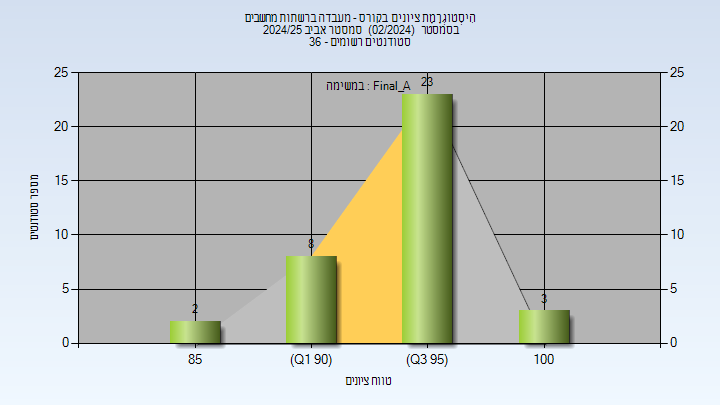 היסטוגרמת ציונים בקורס - מעבדה ברשתות מחשבים
בסמסטר (02/2024) סמסטר אביב 2024/25
סטודנטים רשומים - 36
במשימה : Final_A
מספר סטודנטים
25
20
15
10
5
0
25
20
15
10
5
0
2
8
23
3
85
(Q1 90)
(Q3 95)
100
טווח ציונים